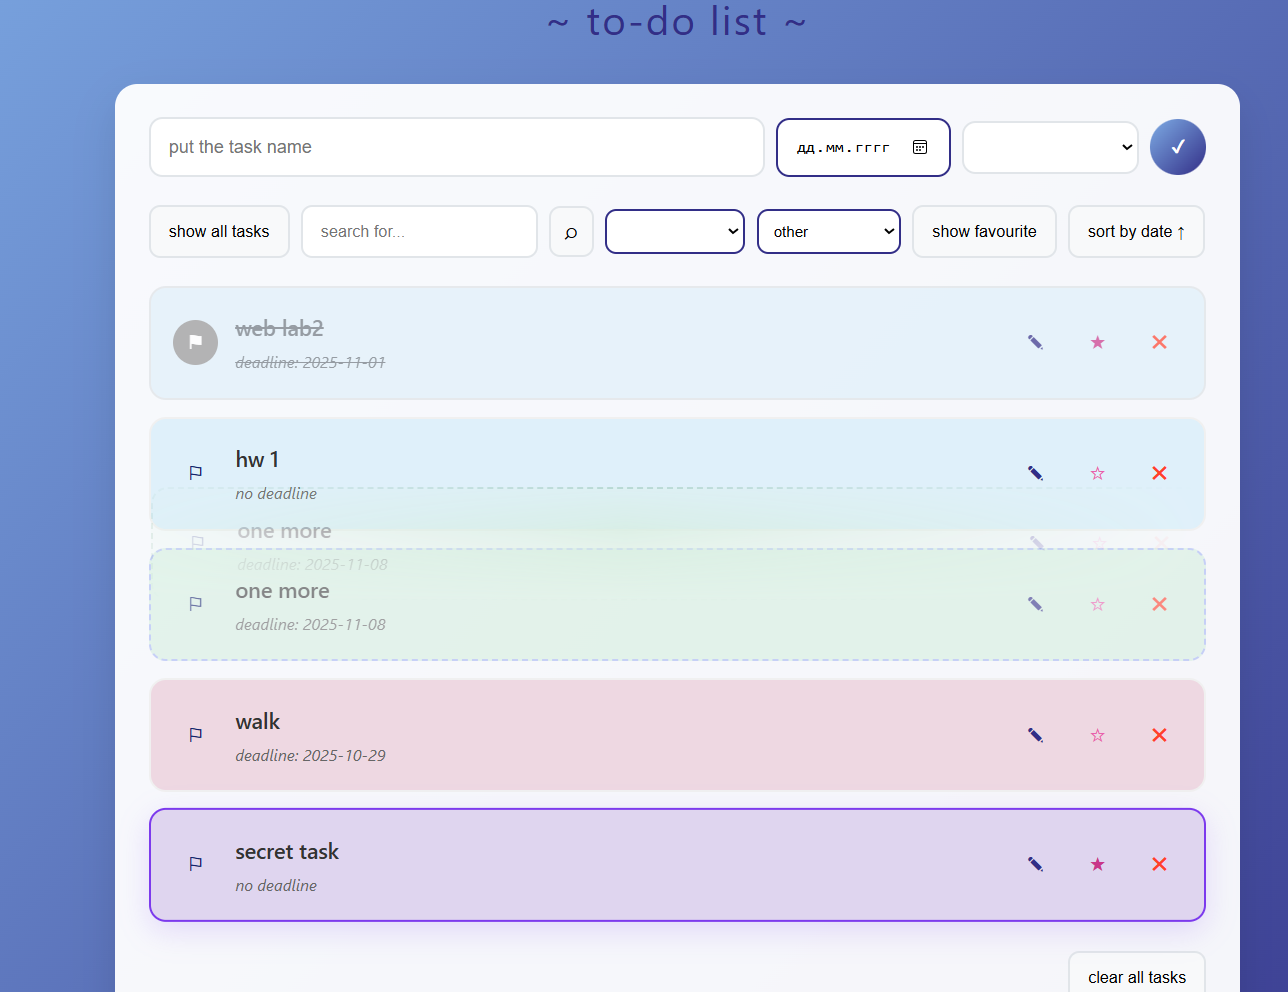 ~ to-do list ~
put the task name
дд.мм.гггг
✓
show all tasks
search for...
other
show favourite
sort by date ↑
web lab2
deadline: 2025-11-01
hw 1
no deadline
one more
deadline: 2025-11-08
one more
deadline: 2025-11-08
walk
deadline: 2025-10-29
secret task
no deadline
clear all tasks